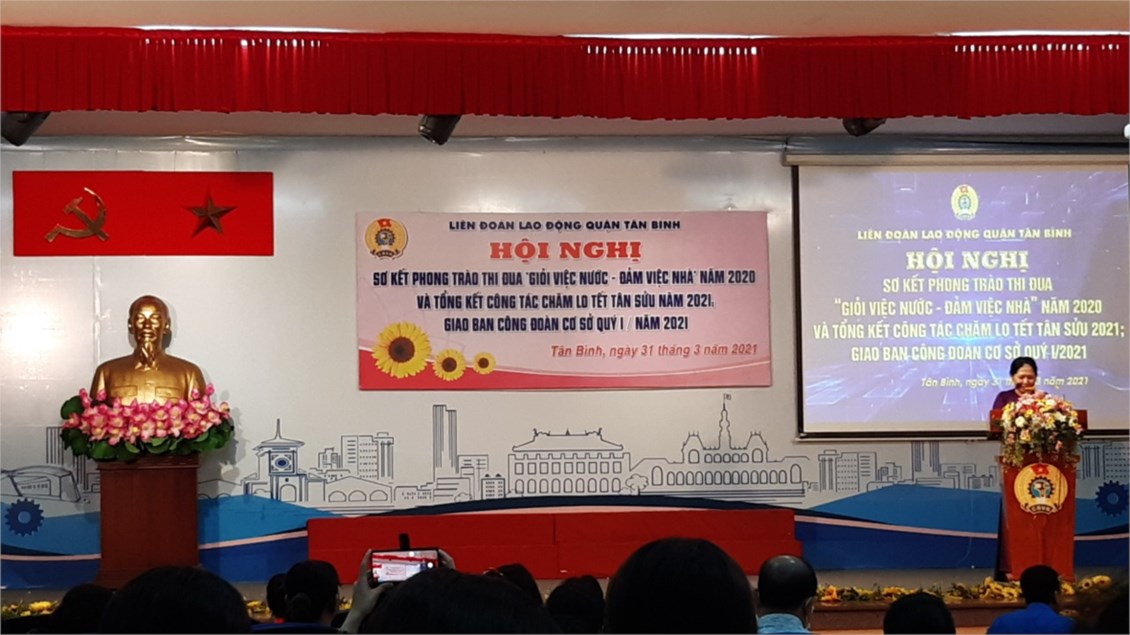 LIÊN ĐOÀN LAO ĐỘNG QUẬN TÂN BÌNH
HỘI NGHỊ
SƠ KẾT PHONG TRÀO THI ĐUA "GIỎI VIỆC NƯỚC - ĐẢM VIỆC NHÀ" NĂM 2020
VÀ TỔNG KẾT CÔNG TÁC CHĂM LO TẾT TÂN SỬU NĂM 2021;
GIAO BAN CÔNG ĐOÀN CƠ SỞ QUÝ I / NĂM 2021
Tân Bình, ngày 31 tháng 3 năm 2021
LIÊN ĐOÀN LAO ĐỘNG QUẬN TÂN BÌNH
HỘI NGHỊ
SƠ KẾT PHONG TRÀO THI ĐUA
"GIỎI VIỆC NƯỚC - ĐẢM VIỆC NHÀ" NĂM 2020
VÀ TỔNG KẾT CÔNG TÁC CHĂM LO TẾT TÂN SỬU 2021;
GIAO BAN CÔNG ĐOÀN CƠ SỞ QUÝ I/2021
Tân Bình, ngày 3 3 năm 2021